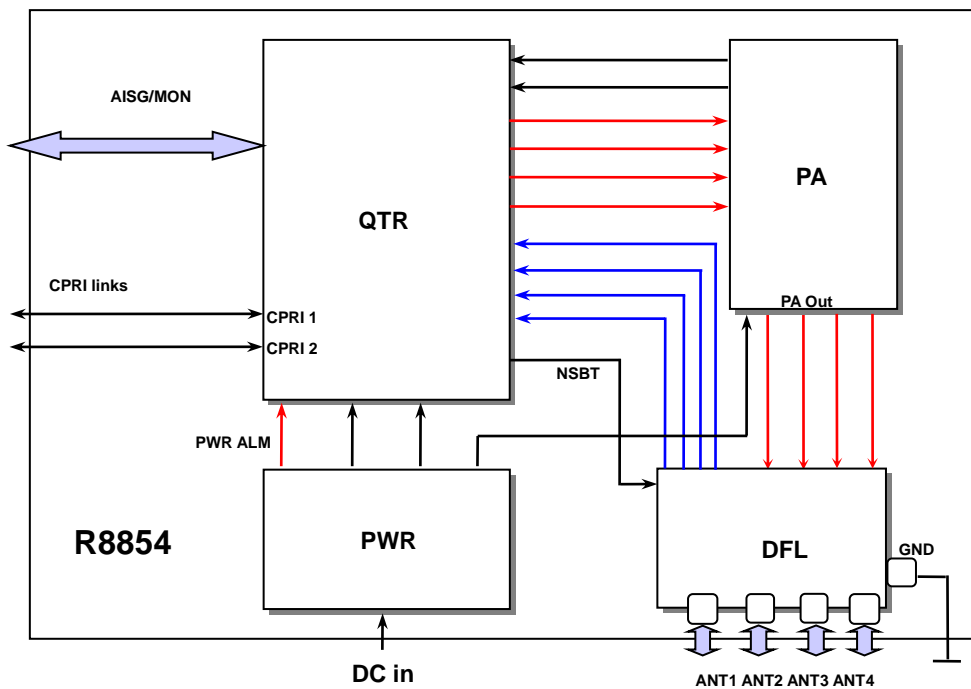 AISG/MON
PA
QTR
CPRI links
PA Out
CPRI 1
CPRI 2
NSBT
PWR ALM
R8854
PWR
DFL
GND
DC in
ANT1 ANT2 ANT3 ANT4